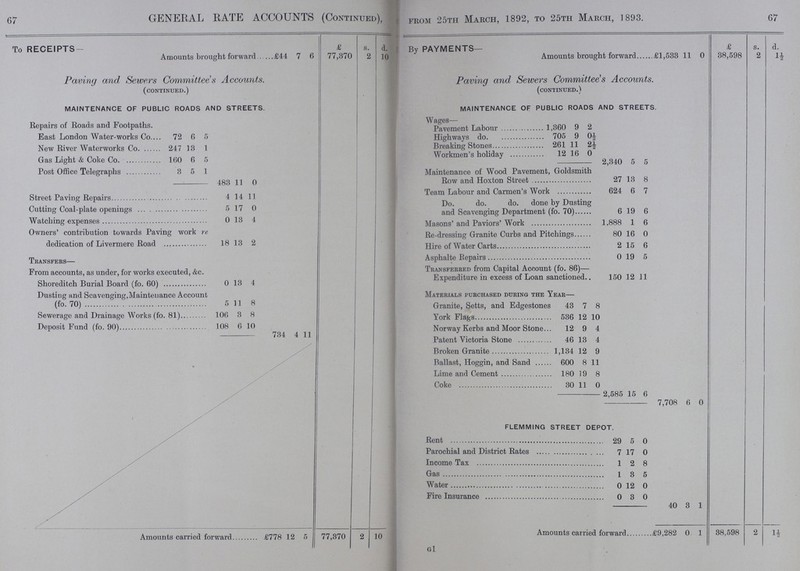 67 GENERAL RATE ACCOUNTS (Continued),
To RECEIPTS— £ s. d.
Amounts brought forward ......£44 7 6 77,370 2 10
Paving and Sewers Committee's Accounts.
(CONTINUED.)
MAINTENANCE OF PUBLIC ROADS AND STREETS.
Repairs of Roads and Footpaths.
East London Water-works Co.... 72 6 5
New River Waterworks Co. ...... 247 13 1
Gas Light & Coke Co. ............ 160 6 5
Post Office Telegraphs ............ 3 5 1
483 11 0
Street Paving Repairs........................ 4 14 11
Cutting Coal-plate openings ................ 5 17 0
Watching expenses ........................ 0 13 4
Owners' contribution towards Paving work re
dedication of Livermere Road ............ 18 13 2
Transfers—
From accounts, as under, for works executed, &c.
Shoreditch Burial Board (fo. 60) ............ 0 13 4
Dusting and Scavenging, Maintenance Account
(fo. 70) ................................ 5 11 8
Sewerage and Drainage Works (fo. 81)........ 106 3 8
Deposit Fund (fo. 90)........................ 108 6 10
734 4 11
Amounts carried forward......... £778 12 5 77,370 2 10
FROM 25TH MARCH, 1892, TO 25TH MARCH, 1893. 67
By PAYMENTS— £ s. d.
Amounts brought forward......£1,533 11 0 38,598 2 1½
Paving and Sewers Committee's Accounts.
(CONTINUED.)
MAINTENANCE OF PUBLIC ROADS AND STREETS.
Wages—
Pavement Labour ............ 1,360 9 2
Highways do. ................ 705 9 0½
Breaking Stones................ 261 11 2½
Workmen's holiday ............ 12 16 0
2,340 5 5
Maintenance of Wood Pavement, Goldsmith
Row and Hoxton Street .................. 27 13 8
Team Labour and Carmen's Work ............ 624 6 7
Do. do. do. done by Dusting
and Scavenging Department (fo. 70)...... 6 19 6
Masons' and Paviors' Work .................. 1,888 1 6
Re-dressing Granite Curbs and Pitchings...... 80 16 0
Hire of Water Carts........................ 2 15 6
Asphalte Repairs ........................ 0 19 5
Transferred from Capital Account (fo. 86)—
Expenditure in excess of Loan sanctioned.. 150 12 11
Materials purchased during the Year—
Granite, Setts, and Edgestones 43 7 8
York Flags........................ 536 12 10
Norway Kerbs and Moor Stone... 12 9 4
Patent Victoria Stone ............ 46 13 4
Broken Granite .................. 1,134 12 9
Ballast, Hoggin, and Sand ...... 600 8 11
Lime and Cement ............... 180 19 8
Coke ............................ 30 11 0
2,585 15 6
7,708 6 0
FLEMMING STREET DEPOT.
Rent ........................................ 29 5 0
Parochial and District Rates ................ 7 17 0
Income Tax ................................ 1 2 8
Gas ........................................ 1 3 5
Water........................................ 0 12 0
Fire Insurance ................................ 0 3 0
40 3 1
Amounts carried forward.........£9,282 0 1 38,598 2 1½
G1